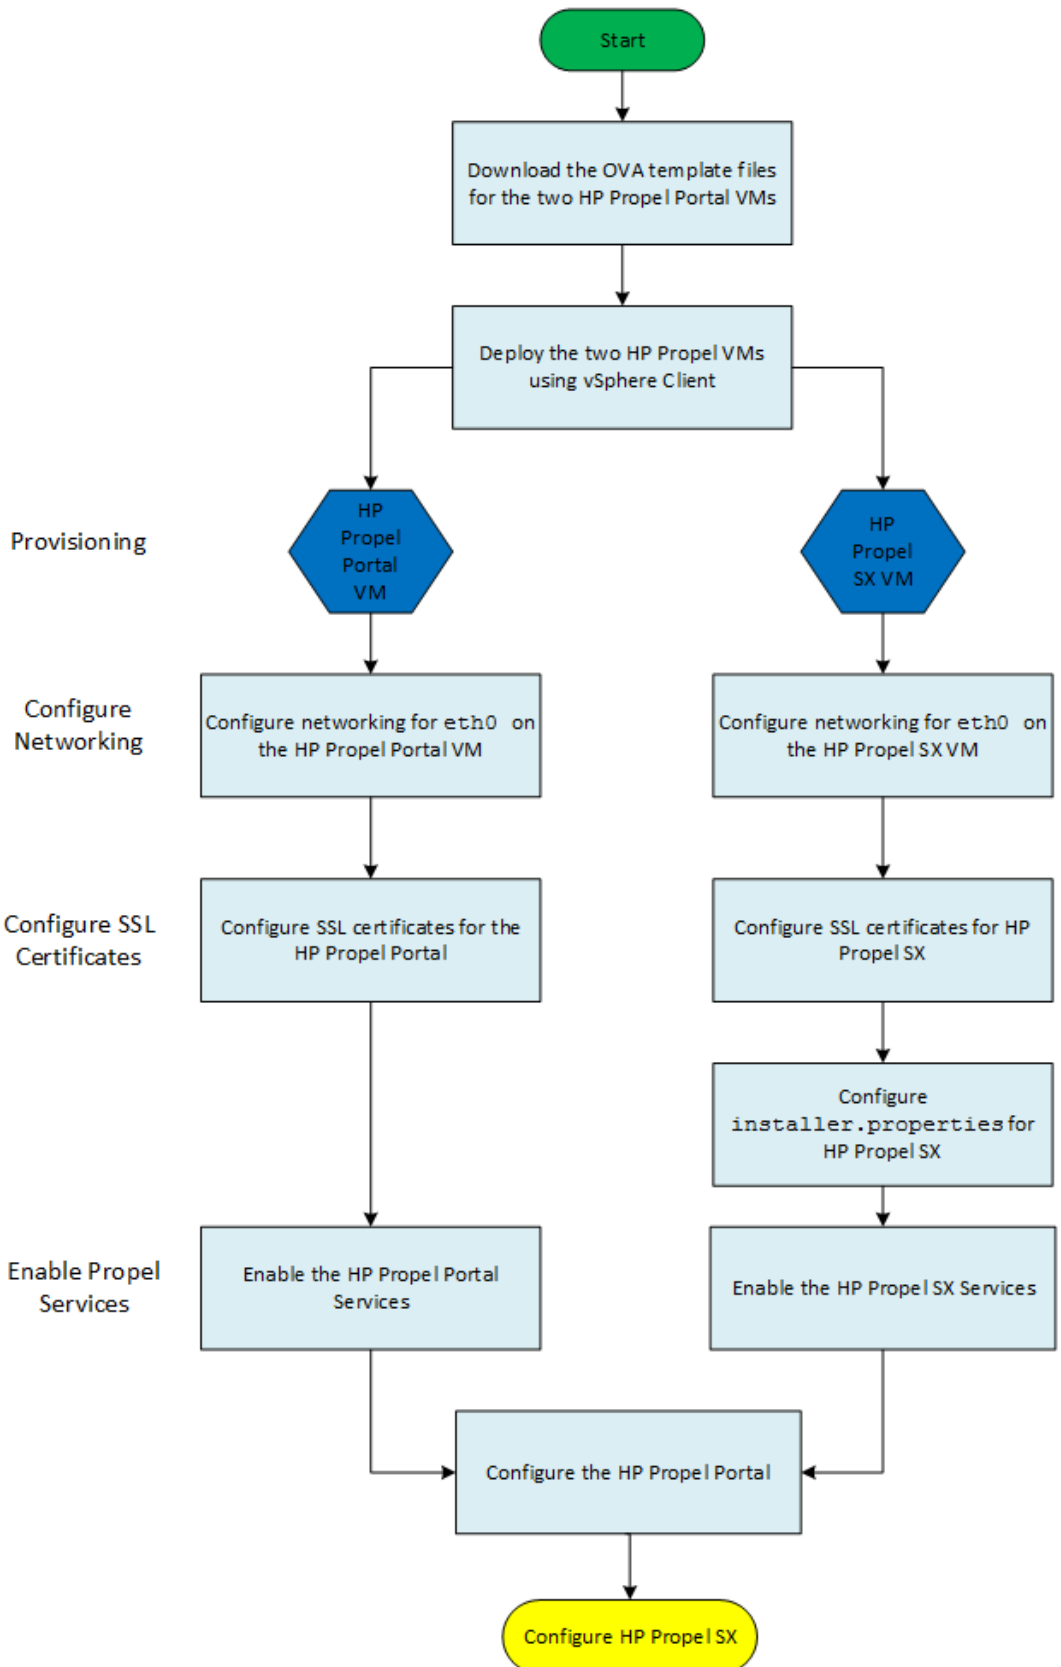 Start
Download the OVA template files
for the two HP Propel Portal VMs
Deploy the two HP Propel VMs
using vSphere Client
Provisioning
HP
Propel
Portal
VM
HP
Propel
SX VM
Configure
Networking
Configure networking for eth0 on
the HP Propel Portal VM
Configure networking for eth0 on
the HP Propel SX VM
Configure SSL
Certificates
Configure SSL certificates for the
HP Propel Portal
Configure SSL certificates for HP
Propel SX
Configure
installer.properties for
HP Propel SX
Enable Propel
Services
Enable the HP Propel Portal
Services
Enable the HP Propel SX Services
Configure the HP Propel Portal
Configure HP Propel SX